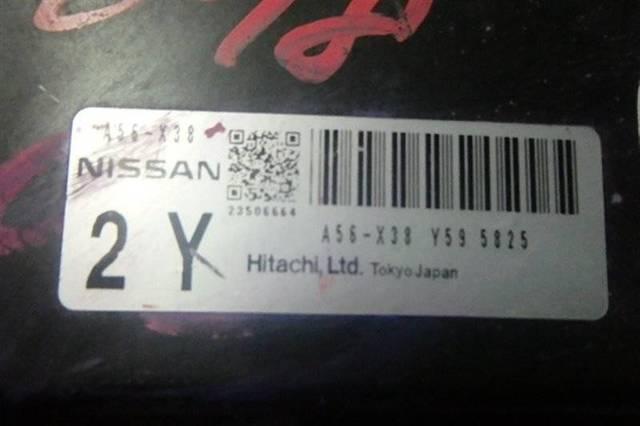 A56-X38
NISSAN
23506664
2 Y
A56-X38 Y59 5825
Hitachi, Ltd. Tokyo Japan